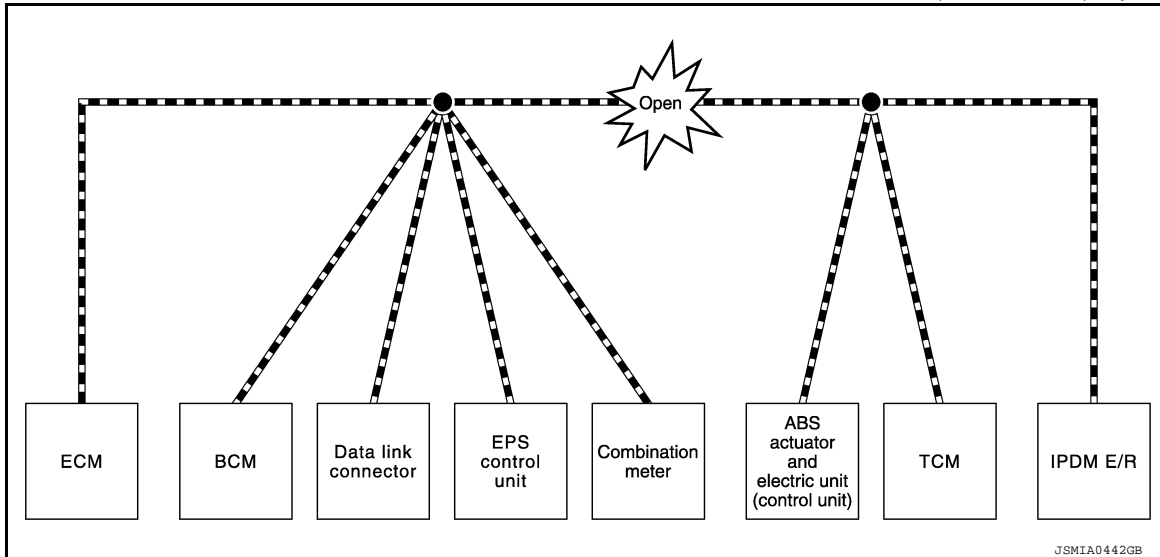 Open
ECM
BCM
Data link
connector
EPS
control
unit
Combination
meter
ABS
actuator
and
electric unit
(control unit)
TCM
IPDM E/R
JSMIA0442GB